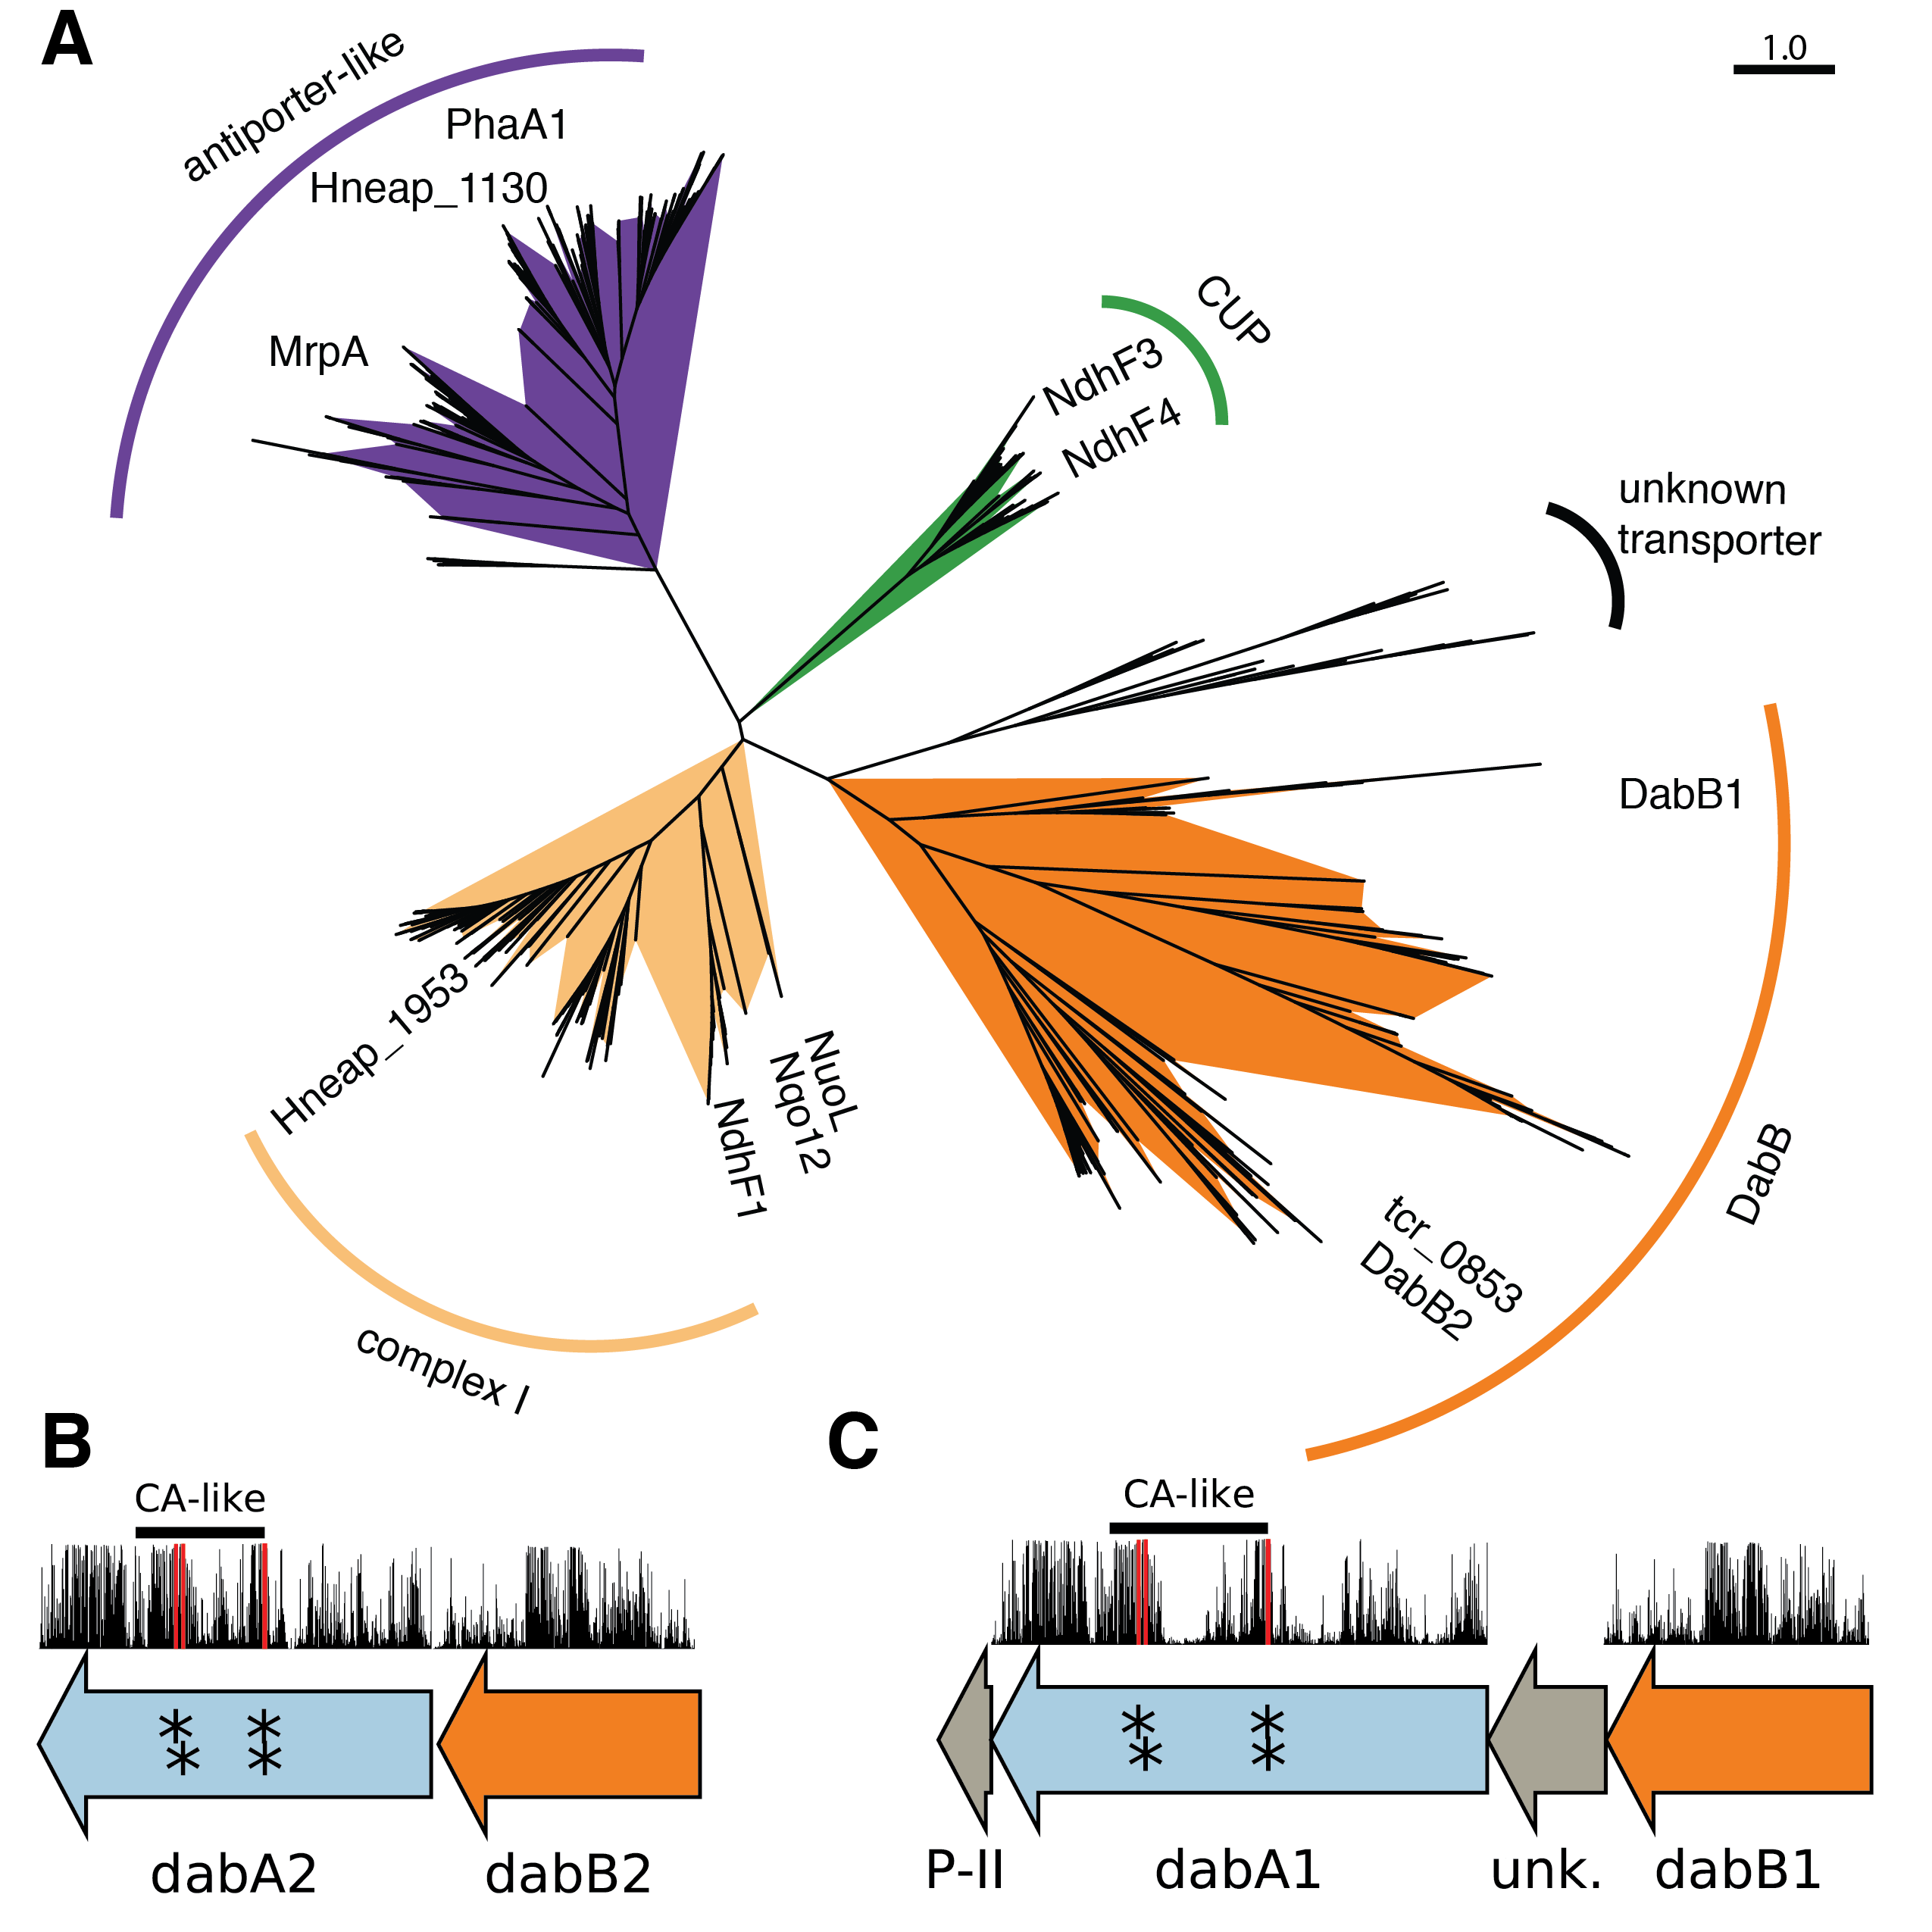 A
antiporter-like
1.0
PhaA1
Hneap_1130
MrpA
CUP
NdhF3
NdhF4
unknown
transporter
DabB1
DabB
Hneap_1953
NuoL
Nqo12
NdhF1
tcr_0853
DabB2
complex I
B
CA-like
**
**
dabA2
dabB2
C
CA-like
**
**
P-II
dabA1
unk.
dabB1